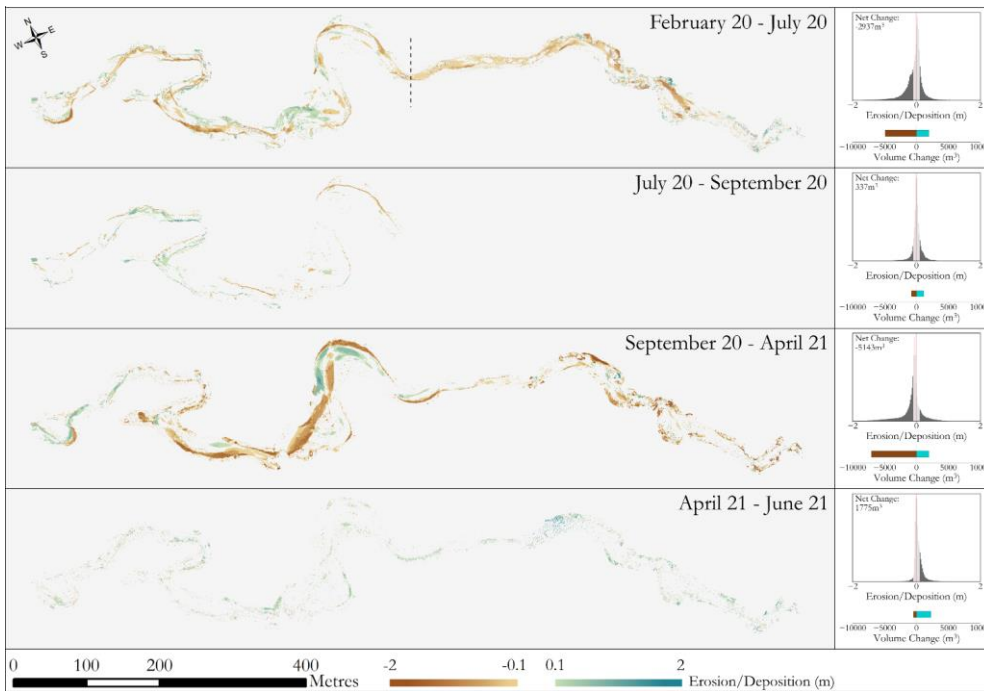 N
E
W
S
February 20 - July 20
Net Change:
-2937m³
-2 0 2
Erosion/Deposition (m)
-10000 -5000 0 5000 1000
Volume Change (m³)
July 20 - September 20
Net Change:
337m³
-2 0 2
Erosion/Deposition (m)
-10000 -5000 0 5000 1000
Volume Change (m³)
September 20 - April 21
Net Change:
-5143m³
-2 0 2
Erosion/Deposition (m)
-10000 -5000 0 5000 1000
Volume Change (m³)
April 21 - June 21
Net Change:
1775m³
-2 0 2
Erosion/Deposition (m)
-10000 -5000 0 5000 1000
Volume Change (m³)
0 100 200 400 Metres
-2 -0.1 0.1 2 Erosion/Deposition (m)